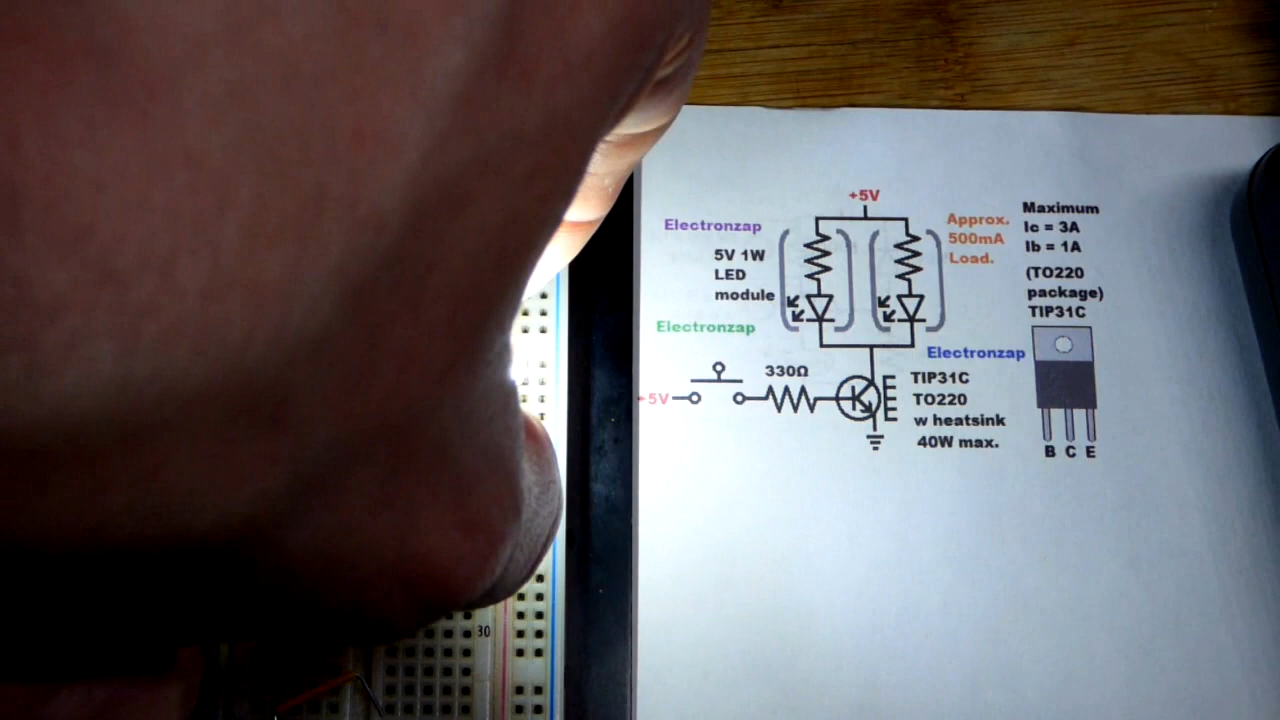 +5V
Electronzap
5V 1W
LED
module
Approx.
500mA
Load.
Maximum
Ic = 3A
Ib = 1A
(TO220
package)
TIP31C
Electronzap
Electronzap
+5V
330Ω
TIP31C
TO220
w heatsink
40W max.
B C E
30